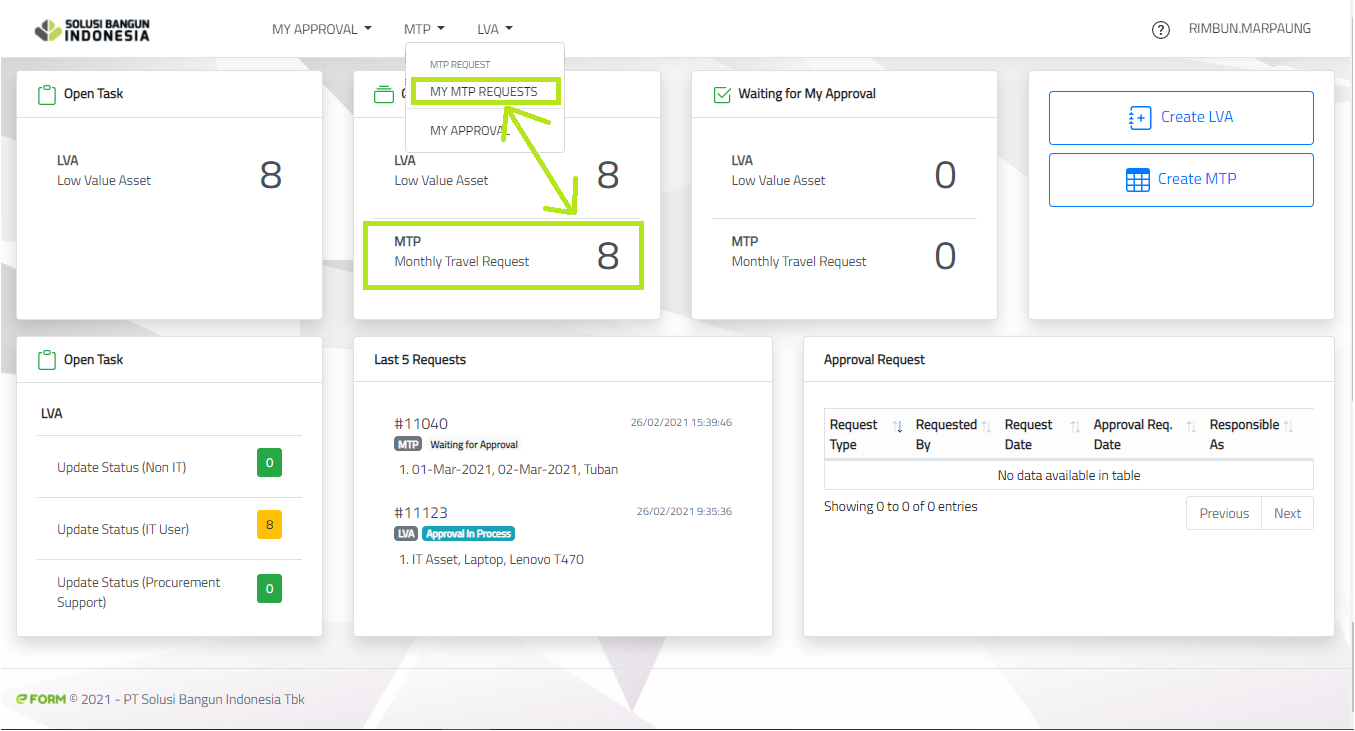 SOLUSI BANGUN
INDONESIA
MY APPROVAL
MTP
LVA
RIMBUN.MARPAUNG
MTP REQUEST
MY MTP REQUESTS
MY APPROVAL
Open Task
LVA
Low Value Asset
8
LVA
Low Value Asset
8
MTP
Monthly Travel Request
8
Waiting for My Approval
LVA
Low Value Asset
0
MTP
Monthly Travel Request
0
Create LVA
Create MTP
Open Task
LVA
Update Status (Non IT)
0
Update Status (IT User)
8
Update Status (Procurement
Support)
0
Last 5 Requests
#11040
26/02/2021 15:39:46
MTP Waiting for Approval
1. 01-Mar-2021, 02-Mar-2021, Tuban
#11123
26/02/2021 9:35:36
LVA Approval In Process
1. IT Asset, Laptop, Lenovo T470
Approval Request
Request Type
Requested By
Request Date
Approval Req. Date
Responsible As
No data available in table
Showing 0 to 0 of 0 entries
Previous
Next
e FORM © 2021 - PT Solusi Bangun Indonesia Tbk